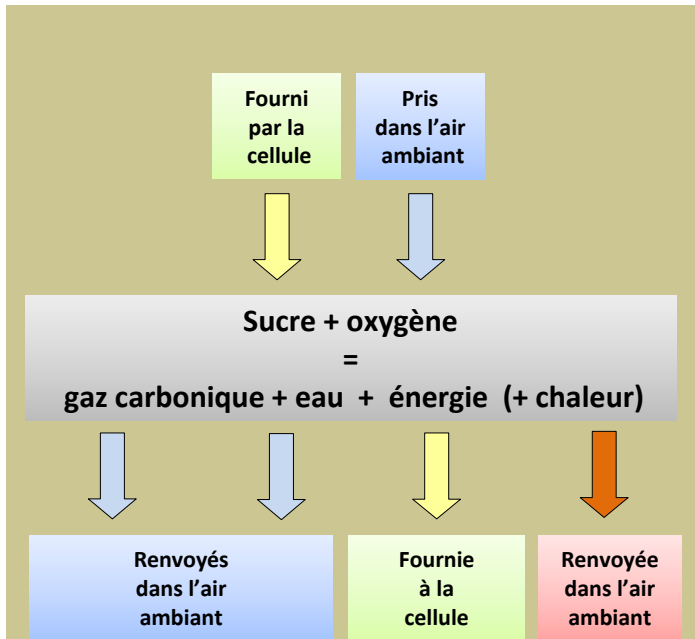 Fourni
par la
cellule
Pris
dans l’air
ambiant
Sucre + oxygène
=
gaz carbonique + eau + énergie (+ chaleur)
Renvoyés
dans l’air
ambiant
Fournie
à la
cellule
Renvoyée
dans l’air
ambiant